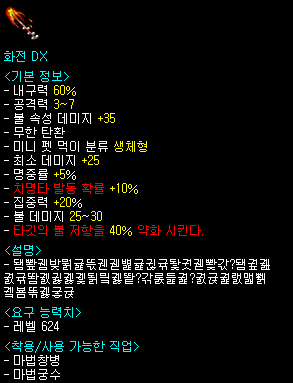 화전 DX
<기본 정보>
- 내구력 60%
- 공격력 3~7
- 불 속성 데미지 +35
- 무한 탄환
- 미니 펫 먹이 분류 생체형
- 최소 데미지 +25
- 명중률 +5%
- 치명타 발동 확률 +10%
- 집중력 +20%
- 불 데미지 25~30
- 타깃의 불 저항을 40% 약화 시킨다.
<설명>
<요구 능력치>
- 레벨 624
<착용/사용 가능한 직업>
- 마법창병
- 마법궁수